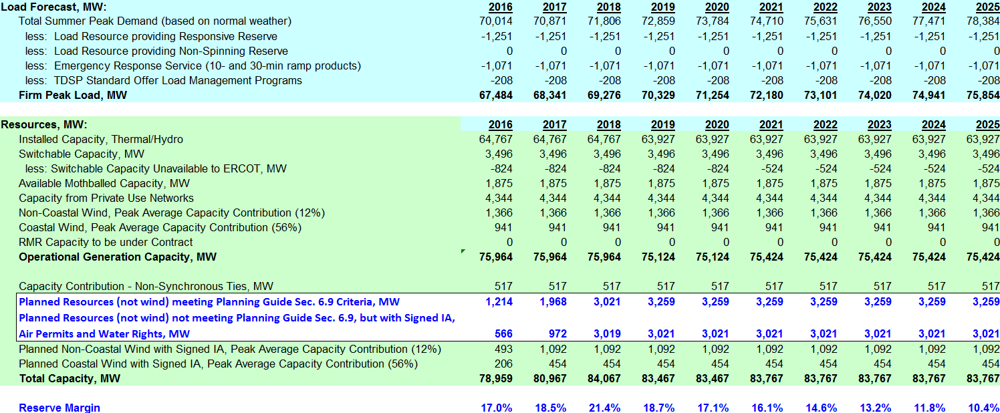 Load Forecast, MW: 2016 2017 2018 2019 2020 2021 2022 2023 2024 2025
Total Summer Peak Demand (based on normal weather) 70,014 70,871 71,806 72,859 73,784 74,710 75,631 76,550 77,471 78,384
less: Load Resource providing Responsive Reserve -1,251 -1,251 -1,251 -1,251 -1,251 -1,251 -1,251 -1,251 -1,251 -1,251
less: Load Resource providing Non-Spinning Reserve 0 0 0 0 0 0 0 0 0 0
less: Emergency Response Service (10- and 30-min ramp products) -1,071 -1,071 -1,071 -1,071 -1,071 -1,071 -1,071 -1,071 -1,071 -1,071
less: TDSP Standard Offer Load Management Programs -208 -208 -208 -208 -208 -208 -208 -208 -208 -208
Firm Peak Load, MW 67,484 68,341 69,276 70,329 71,254 72,180 73,101 74,020 74,941 75,854
Resources, MW: 2016 2017 2018 2019 2020 2021 2022 2023 2024 2025
Installed Capacity, Thermal/Hydro 64,767 64,767 64,767 63,927 63,927 63,927 63,927 63,927 63,927 63,927
Switchable Capacity, MW 3,496 3,496 3,496 3,496 3,496 3,496 3,496 3,496 3,496 3,496
less: Switchable Capacity Unavailable to ERCOT, MW -824 -824 -824 -824 -824 -524 -524 -524 -524 -524
Available Mothballed Capacity, MW 1,875 1,875 1,875 1,875 1,875 1,875 1,875 1,875 1,875 1,875
Capacity from Private Use Networks 4,344 4,344 4,344 4,344 4,344 4,344 4,344 4,344 4,344 4,344
Non-Coastal Wind, Peak Average Capacity Contribution (12%) 1,366 1,366 1,366 1,366 1,366 1,366 1,366 1,366 1,366 1,366
Coastal Wind, Peak Average Capacity Contribution (56%) 941 941 941 941 941 941 941 941 941 941
RMR Capacity to be under Contract 0 0 0 0 0 0 0 0 0 0
Operational Generation Capacity, MW 75,964 75,964 75,964 75,124 75,124 75,424 75,424 75,424 75,424 75,424
Capacity Contribution - Non-Synchronous Ties, MW 517 517 517 517 517 517 517 517 517 517
Planned Resources (not wind) meeting Planning Guide Sec. 6.9 Criteria, MW 1,214 1,968 3,021 3,259 3,259 3,259 3,259 3,259 3,259 3,259
Planned Resources (not wind) not meeting Planning Guide Sec. 6.9, but with Signed IA,
Air Permits and Water Rights, MW 566 972 3,019 3,021 3,021 3,021 3,021 3,021 3,021 3,021
Planned Non-Coastal Wind with Signed IA, Peak Average Capacity Contribution (12%) 493 1,092 1,092 1,092 1,092 1,092 1,092 1,092 1,092 1,092
Planned Coastal Wind with Signed IA, Peak Average Capacity Contribution (56%) 206 454 454 454 454 454 454 454 454 454
Total Capacity, MW 78,959 80,967 84,067 83,467 83,467 83,767 83,767 83,767 83,767 83,767
Reserve Margin 17.0% 18.5% 21.4% 18.7% 17.1% 16.1% 14.6% 13.2% 11.8% 10.4%